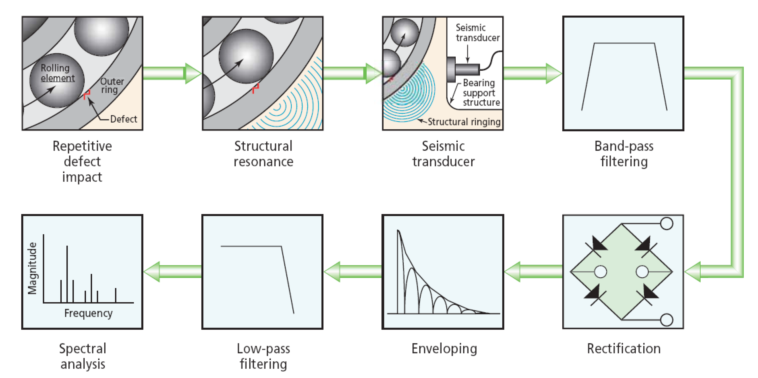 Rolling
element
Outer
ring
Defect
Repetitive
defect
impact
Structural
resonance
Seismic
transducer
Bearing
support
structure
Structural ringing
Seismic
transducer
Band-pass
filtering
Magnitude
Frequency
Spectral
analysis
Low-pass
filtering
Enveloping
Rectification